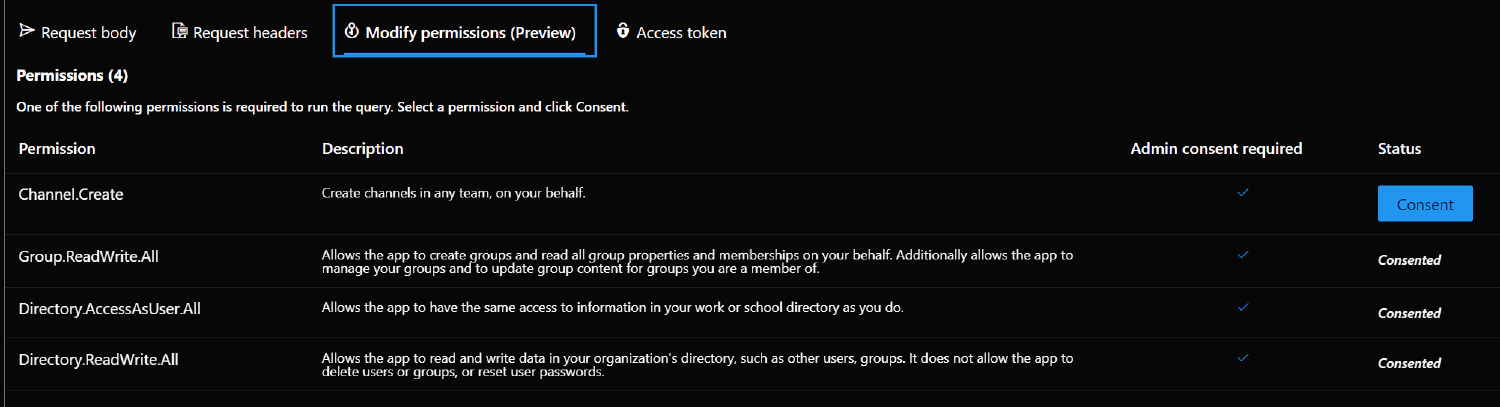 Request body Request headers Modify permissions (Preview) Access token
Permissions (4)
One of the following permissions is required to run the query. Select a permission and click Consent.
Permission Description Admin consent required Status
Channel.Create Create channels in any team, on your behalf. Consent
Group.ReadWrite.All Allows the app to create groups and read all group properties and memberships on your behalf. Additionally allows the app to
manage your groups and to update group content for groups you are a member of. Consented
Directory.AccessAsUser.All Allows the app to have the same access to information in your work or school directory as you do. Consented
Directory.ReadWrite.All Allows the app to read and write data in your organization's directory, such as other users, groups. It does not allow the app to
delete users or groups, or reset user passwords. Consented